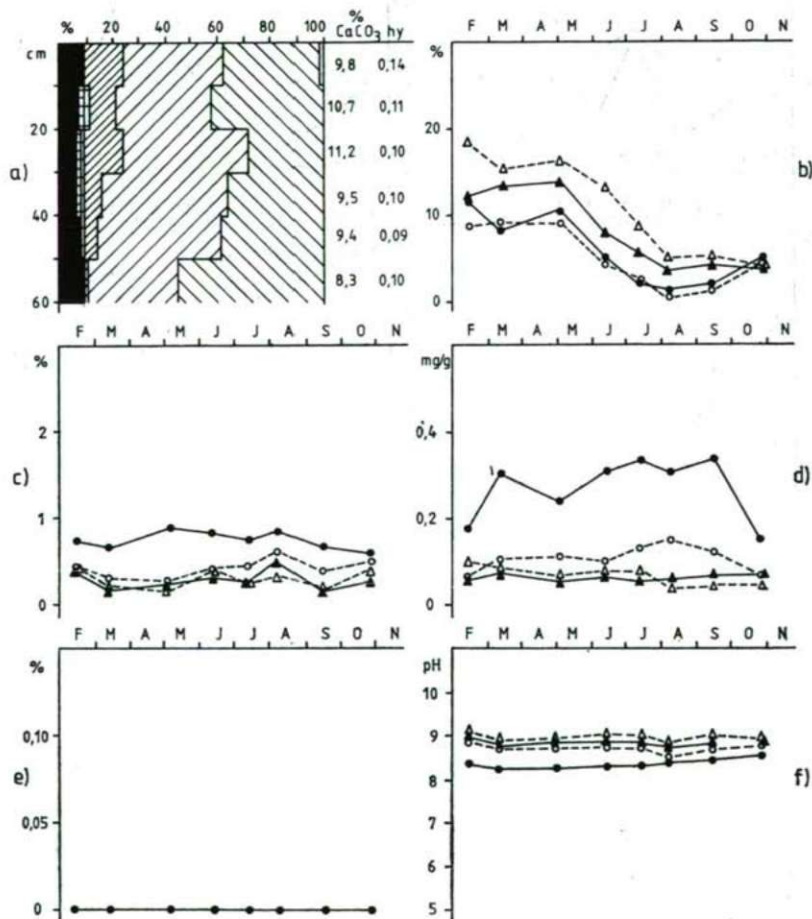 % 20 40 60 80 100 %
CaCO₃ hy
cm
0
20
40
60
9,8 0,14
10,7 0,11
11,2 0,10
9,5 0,10
9,4 0,09
8,3 0,10
a)
F M A M J J A S O N
%
20
10
0
b)
F M A M J J A S O N
%
2
1
0
c)
F M A M J J A S O N
mg/g
0,4
0,2
0
d)
F M A M J J A S O N
%
0,10
0,05
0
e)
F M A M J J A S O N
pH
10
9
8
7
6
5
f)